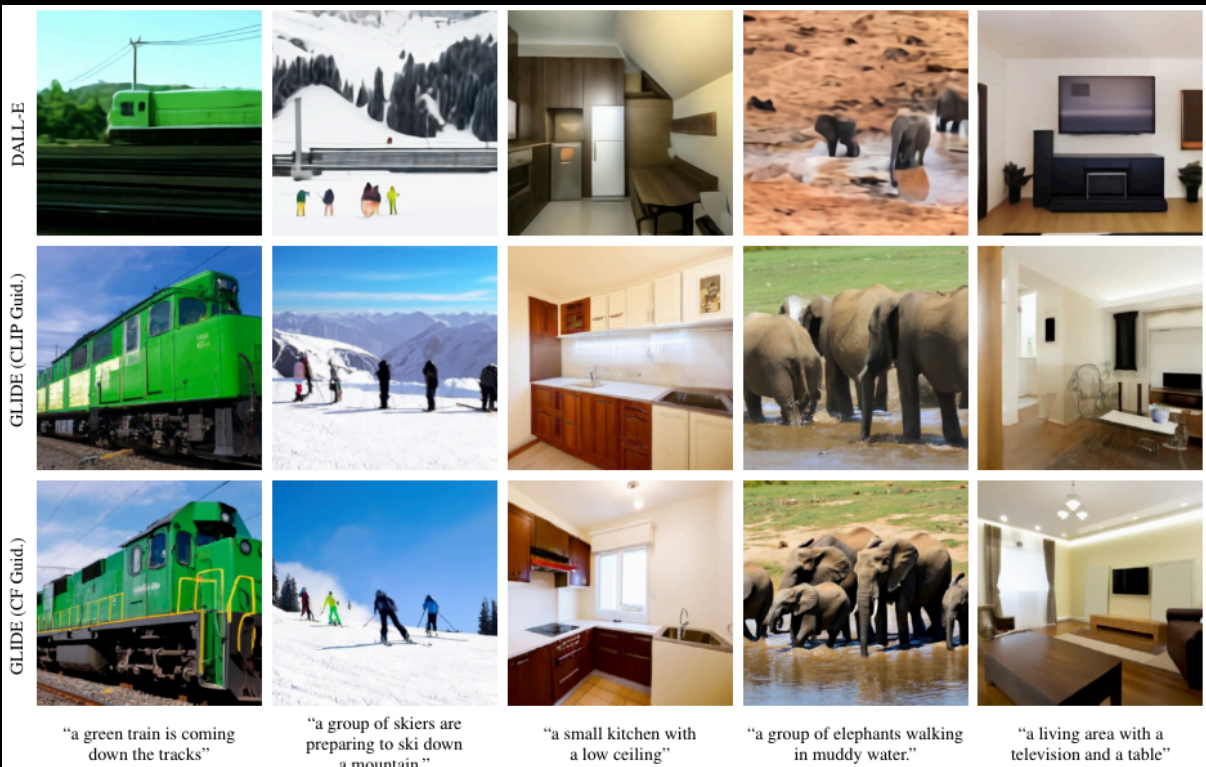 DALL-E
GLIDE (CLIP Guid.)
GLIDE (CF Guid.)
“a green train is coming
down the tracks”
“a group of skiers are
preparing to ski down
a mountain.”
“a small kitchen with
a low ceiling”
“a group of elephants walking
in muddy water.”
“a living area with a
television and a table”